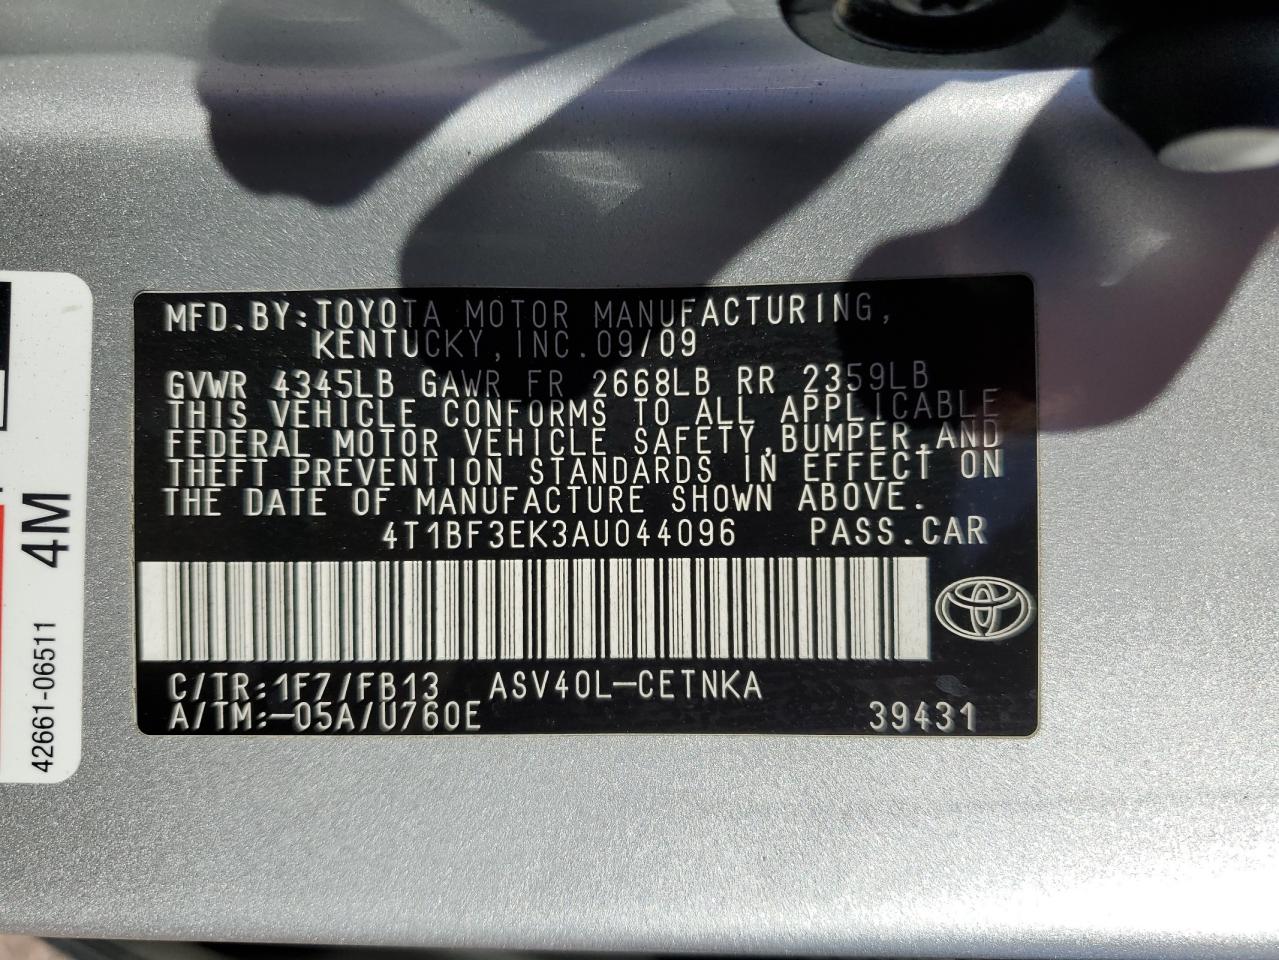 MFD.BY:TOYOTA MOTOR MANUFACTURING,
KENTUCKY,INC.09/09
GVWR 4345LB GAWR FR 2668LB RR 2359LB
THIS VEHICLE CONFORMS TO ALL APPLICABLE
FEDERAL MOTOR VEHICLE SAFETY,BUMPER,AND
THEFT PREVENTION STANDARDS IN EFFECT ON
THE DATE OF MANUFACTURE SHOWN ABOVE.
4T1BF3EK3AU044096 PASS.CAR
C/TR:1F7/FB13 ASV40L-CETNKA
A/TM:-05A/U760E 39431
42661-06511 4M